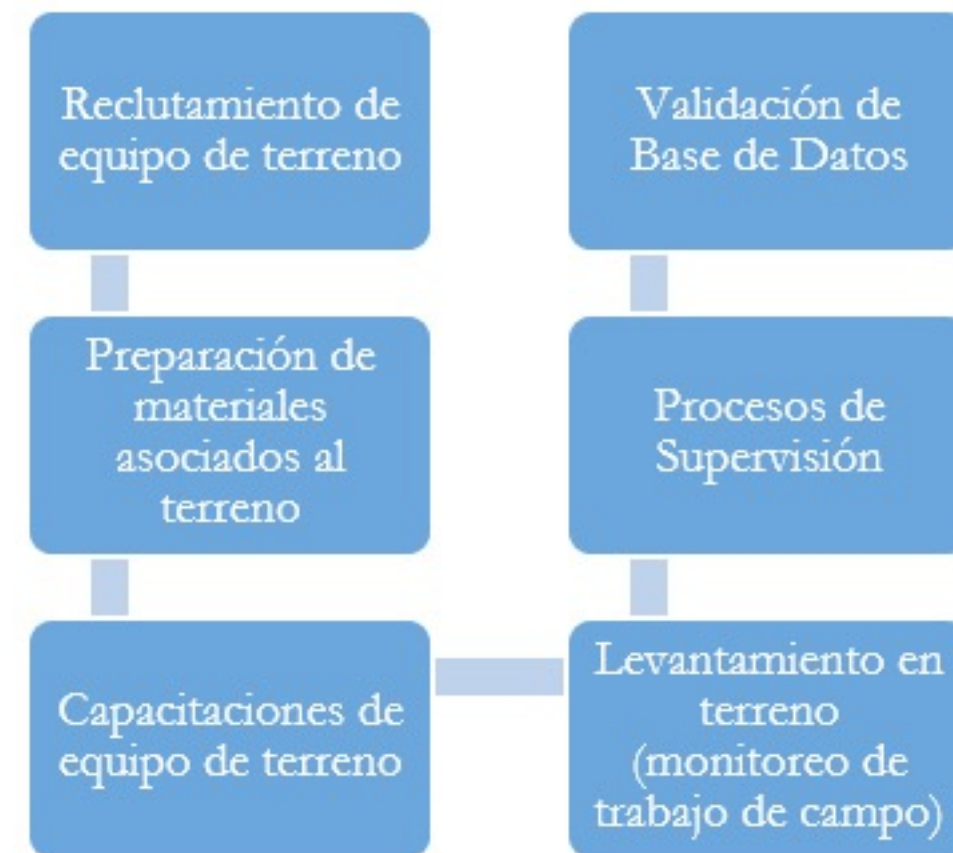 Reclutamiento de
equipo de terreno
Preparación de
materiales
asociados al
terreno
Capacitaciones de
equipo de terreno
Levantamiento en
terreno
(monitoreo de
trabajo de campo)
Procesos de
Supervisión
Validación de
Base de Datos